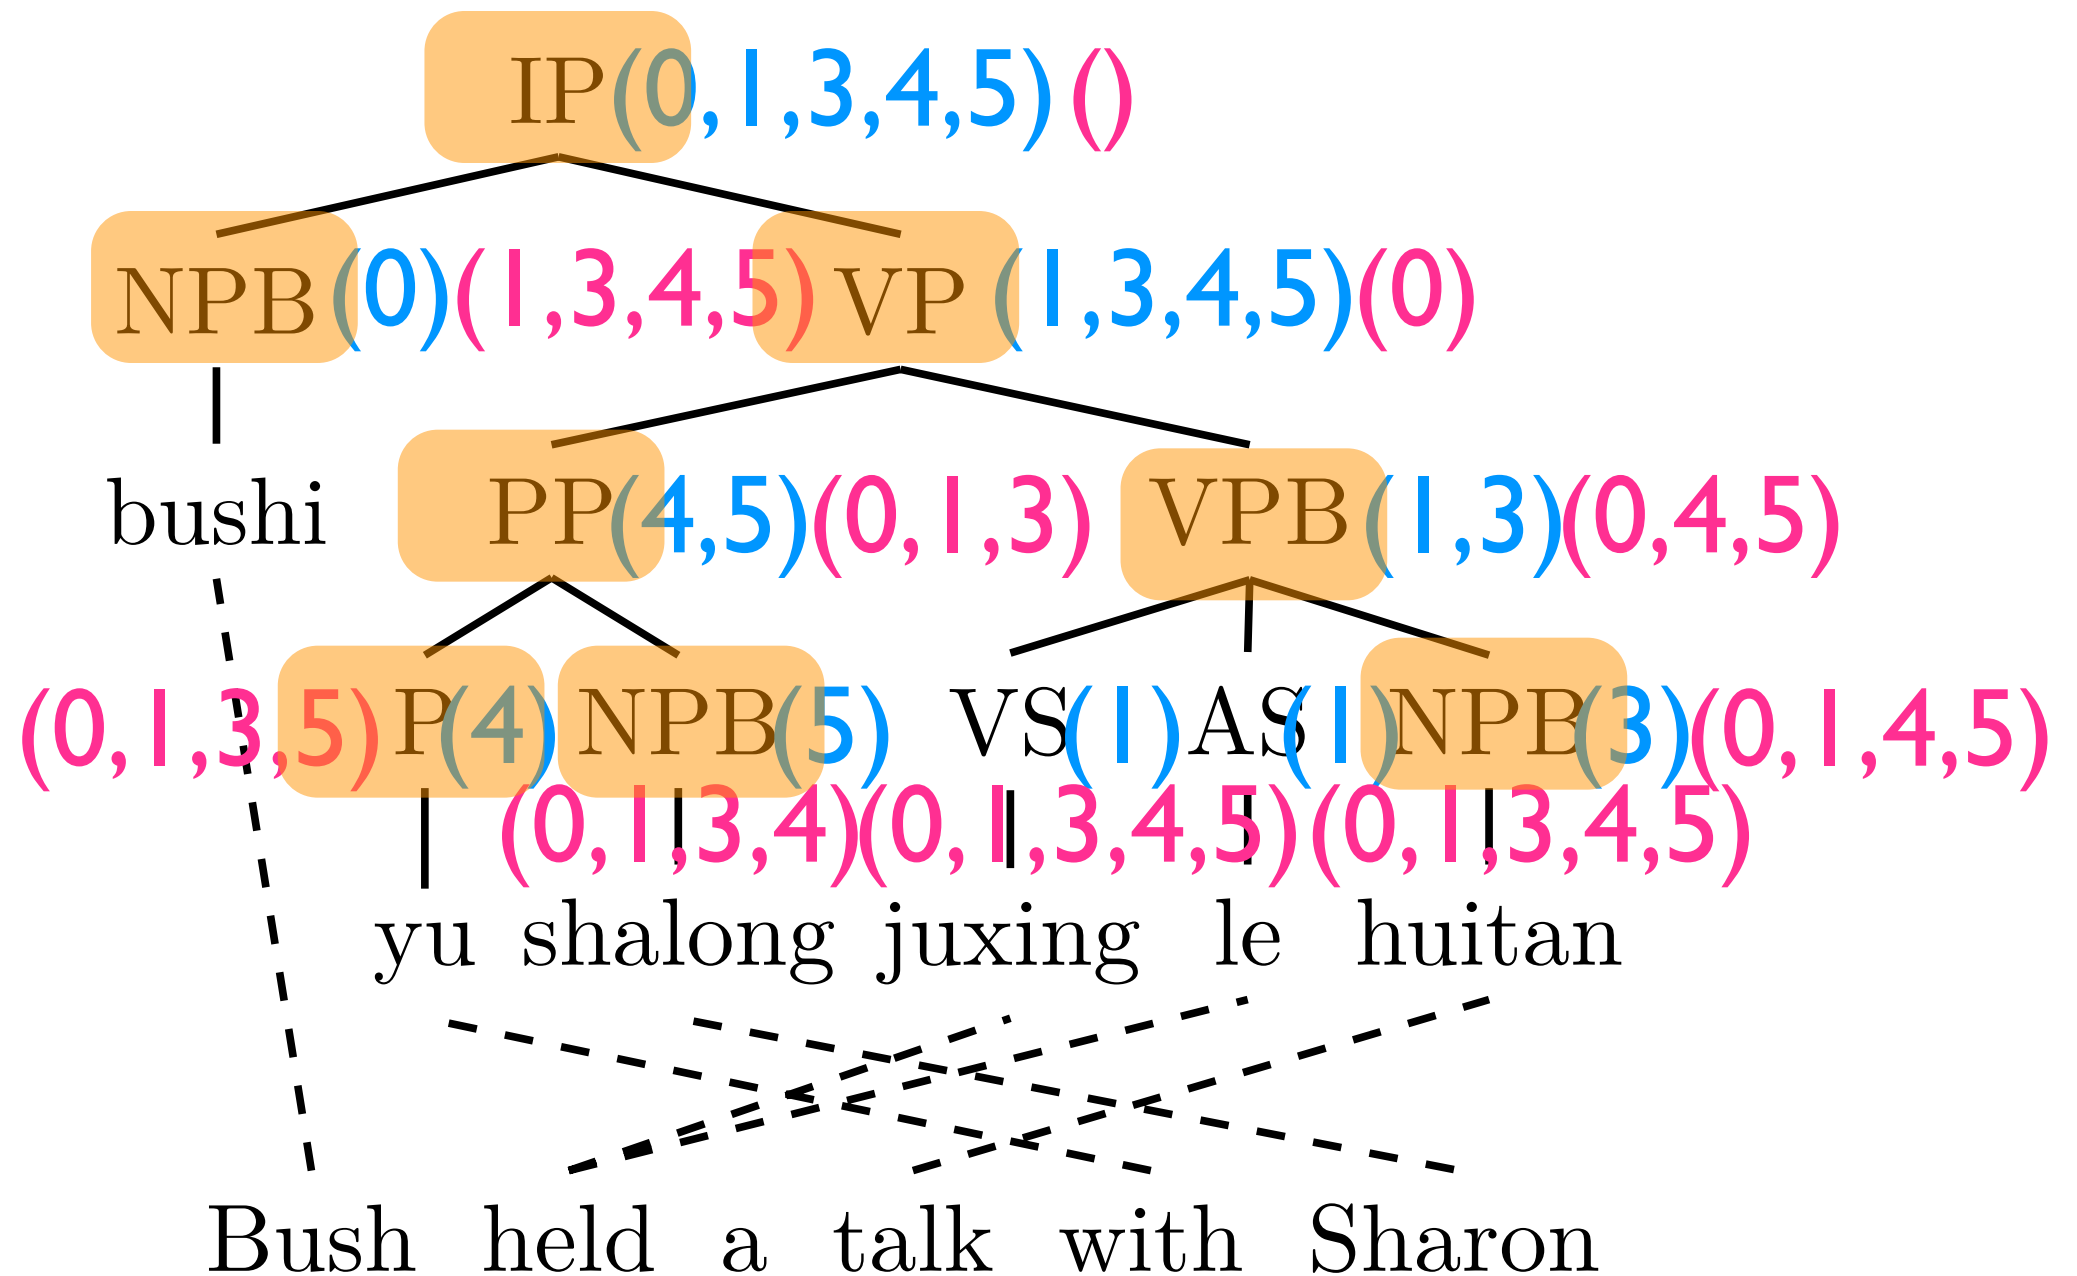 IP(0,1,3,4,5)()
NPB(0)(1,3,4,5) VP(1,3,4,5)(0)
bushi PP(4,5)(0,1,3) VPB(1,3)(0,4,5)
(0,1,3,5) P(4) NPB(5) VS(1) AS(1) NPB(3)(0,1,4,5)
(0,1,3,4)(0,1,3,4,5)(0,1,3,4,5)
yu shalong juxing le huitan
Bush held a talk with Sharon